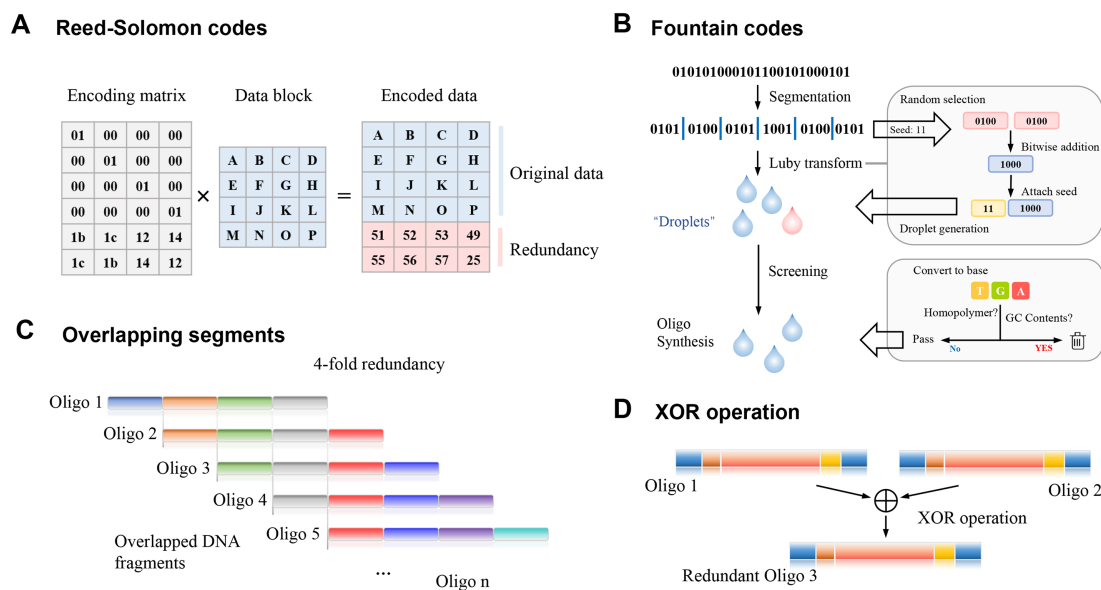 A Reed-Solomon codes
Encoding matrix Data block Encoded data
01 00 00 00
00 01 00 00
00 00 01 00
00 00 00 01
1b 1c 12 14
1c 1b 14 12
×
A B C D
E F G H
I J K L
M N O P
=
A B C D
E F G H
I J K L
M N O P
51 52 53 49
55 56 57 25
Original data
Redundancy
B Fountain codes
010101000101100101000101
Segmentation
0101 0100 0101 1001 0100 0101
Luby transform
"Droplets"
Screening
Oligo
Synthesis
Seed: 11
Random selection
0100 0100
Bitwise addition
1000
Attach seed
11 1000
Droplet generation
Convert to base
T G A
Homopolymer?
GC Contents?
Pass
No
YES
C Overlapping segments
4-fold redundancy
Oligo 1
Oligo 2
Oligo 3
Oligo 4
Oligo 5
Overlapped DNA
fragments
...
Oligo n
D XOR operation
Oligo 1
Oligo 2
XOR operation
Redundant Oligo 3